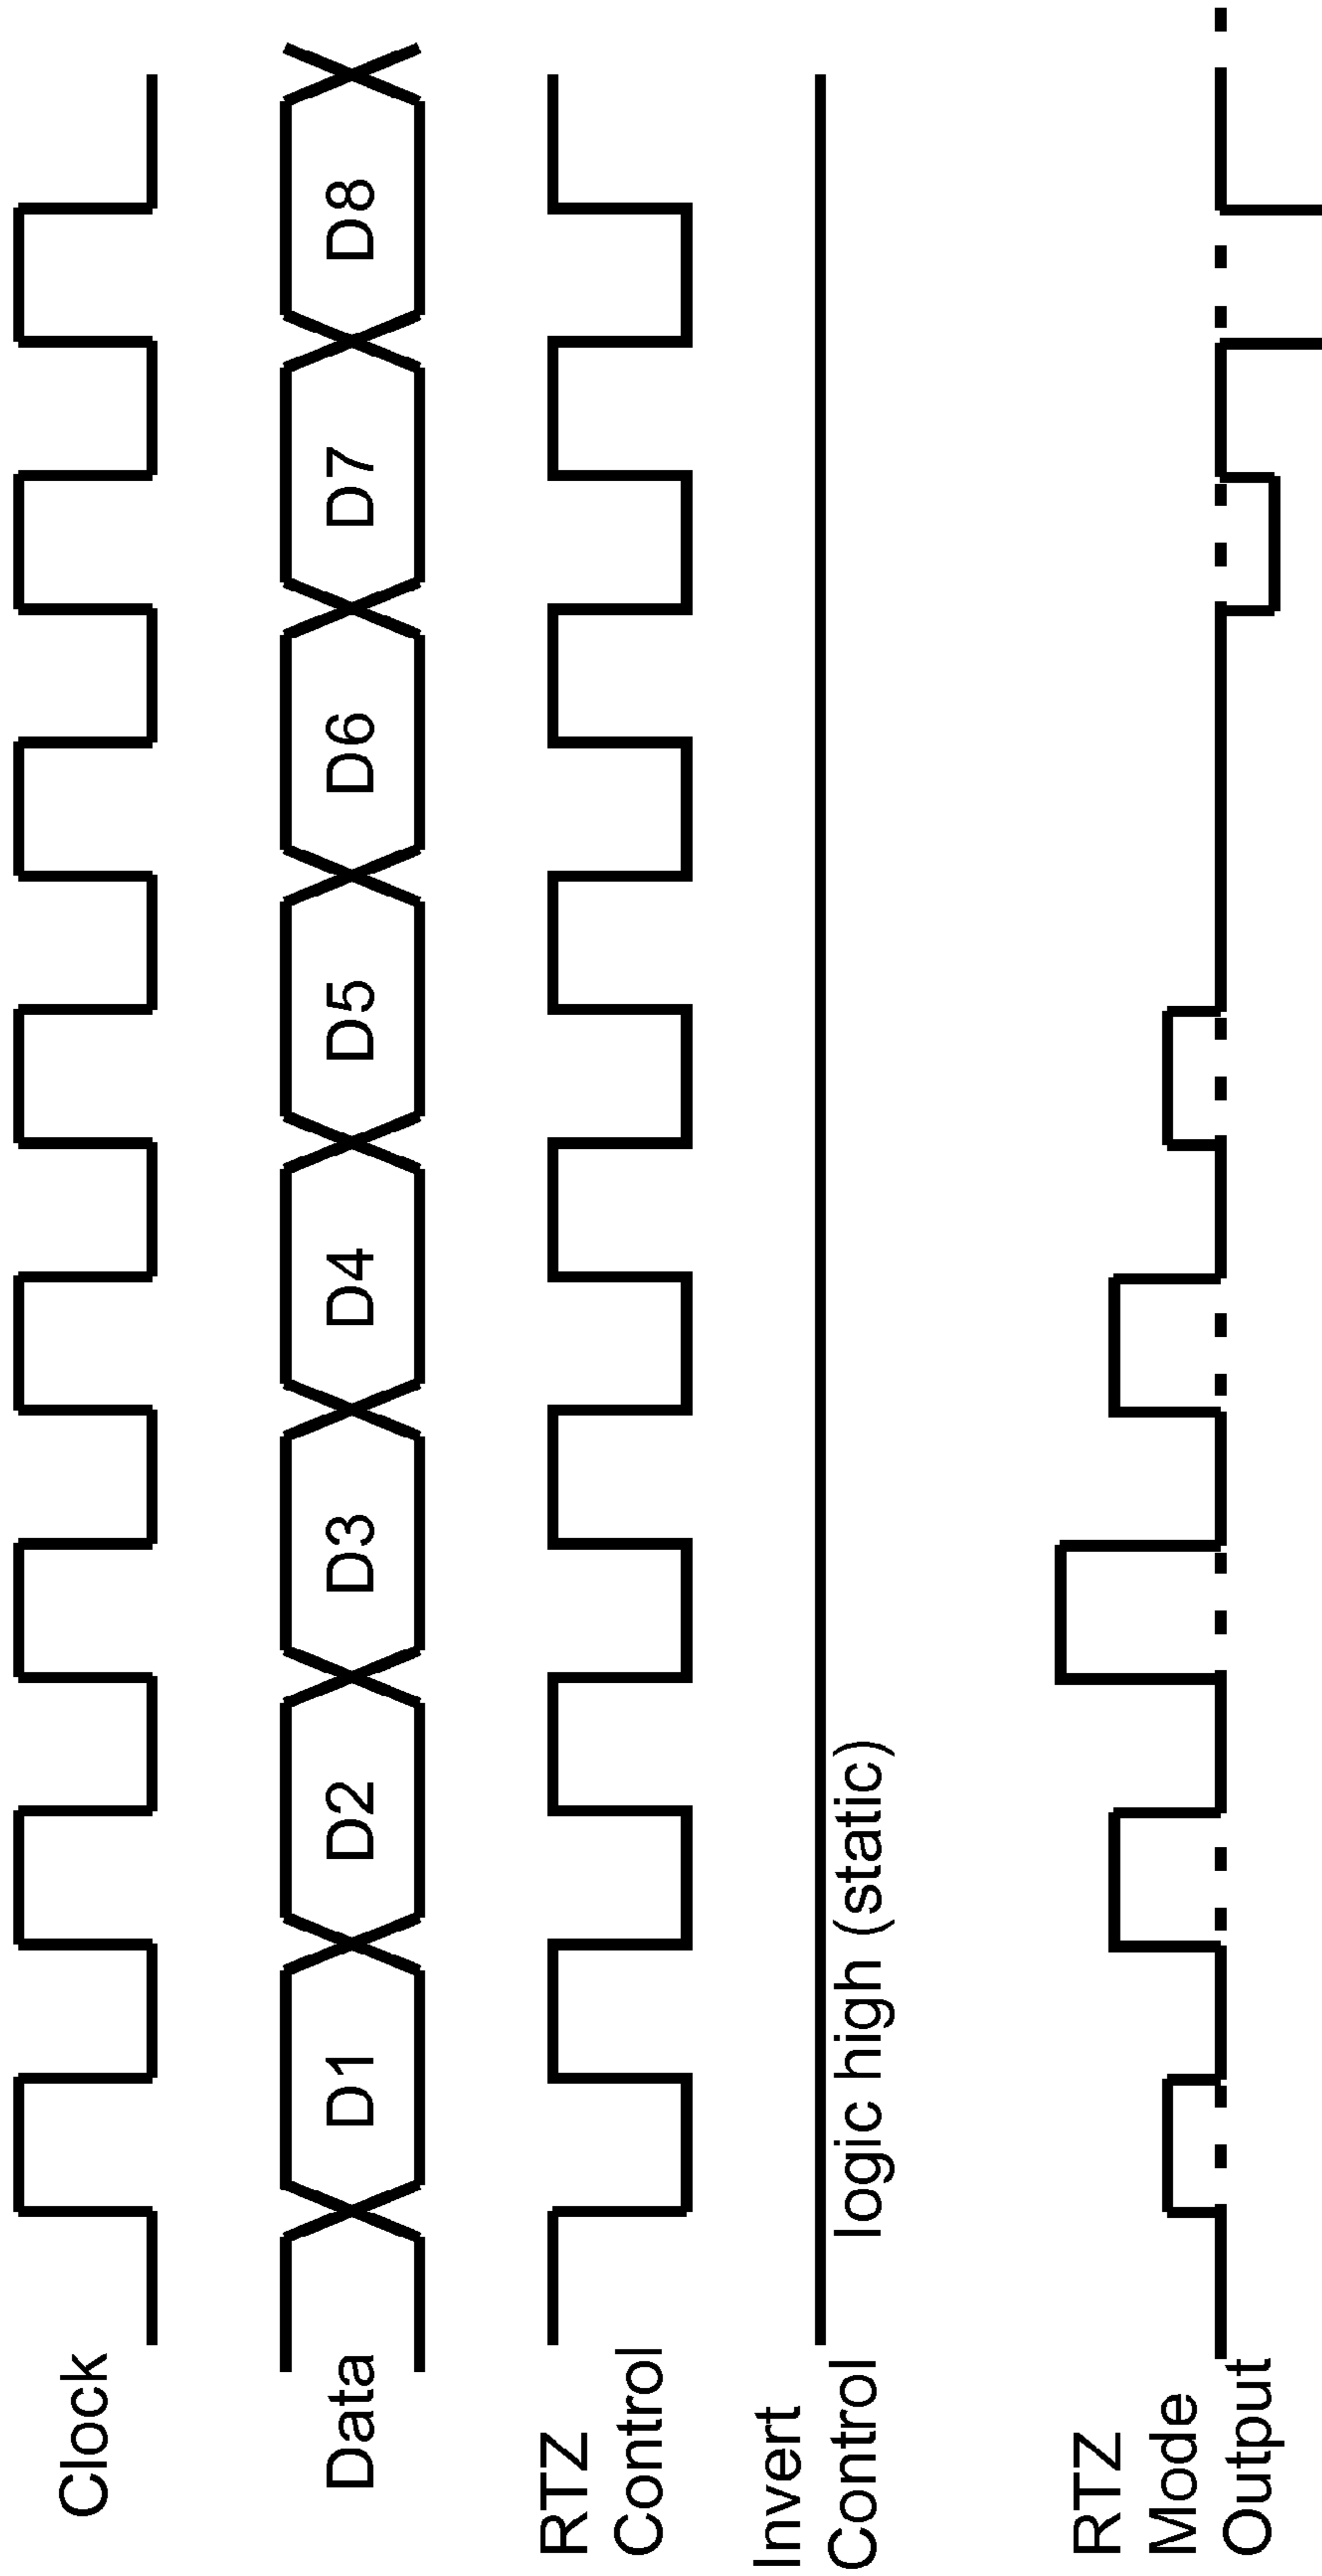 Clock
Data
D1 D2 D3 D4 D5 D6 D7 D8
RTZ
Control
Invert
Control
logic high (static)
RTZ
Mode
Output